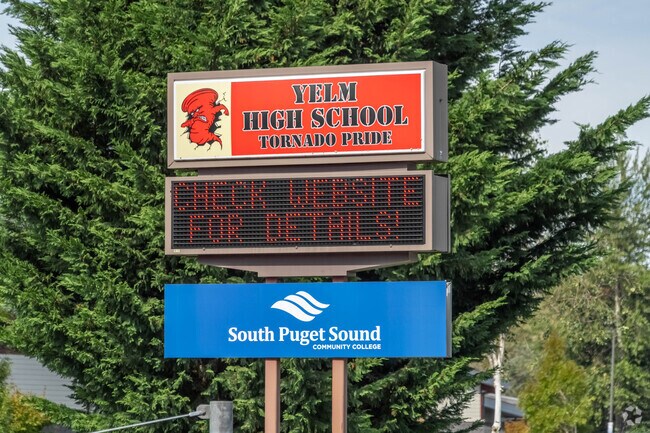 YELM
HIGH SCHOOL
TORNADO PRIDE
CHECK WEBSITE
FOR DETAILS!
South Puget Sound
COMMUNITY COLLEGE